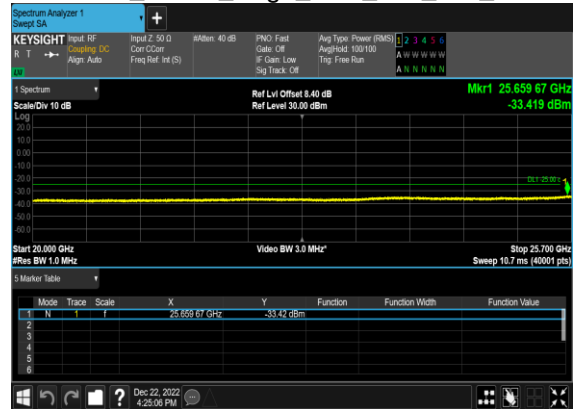 Spectrum Analyzer 1
Swept SA
+
KEYSIGHT Input: RF Input Z: 50 Ω #Atten: 40 dB PNO: Fast Avg Type: Power (RMS) 1 2 3 4 5 6
R T Coupling: DC Corr CCorr Gate: Off Avg|Hold: 100/100 A W W W W W
Align: Auto Freq Ref: Int (S) IF Gain: Low Trig: Free Run
Sig Track: Off A N N N N N
1 Spectrum Ref Lvl Offset 8.40 dB Mkr1 25.659 67 GHz
Scale/Div 10 dB Ref Level 30.00 dBm -33.419 dBm
Log
20.0
10.0
0.00
-10.0
-20.0
DL1 -25.00
-30.0
-40.0
-50.0
-60.0
Start 20.000 GHz Video BW 3.0 MHz* Stop 25.700 GHz
#Res BW 1.0 MHz Sweep 10.7 ms (40001 pts)
5 Marker Table
Mode Trace Scale X Y Function Function Width Function Value
1 N 1 f 25.659 67 GHz -33.42 dBm
2
3
4
5
6
? Dec 22, 2022
4:25:06 PM